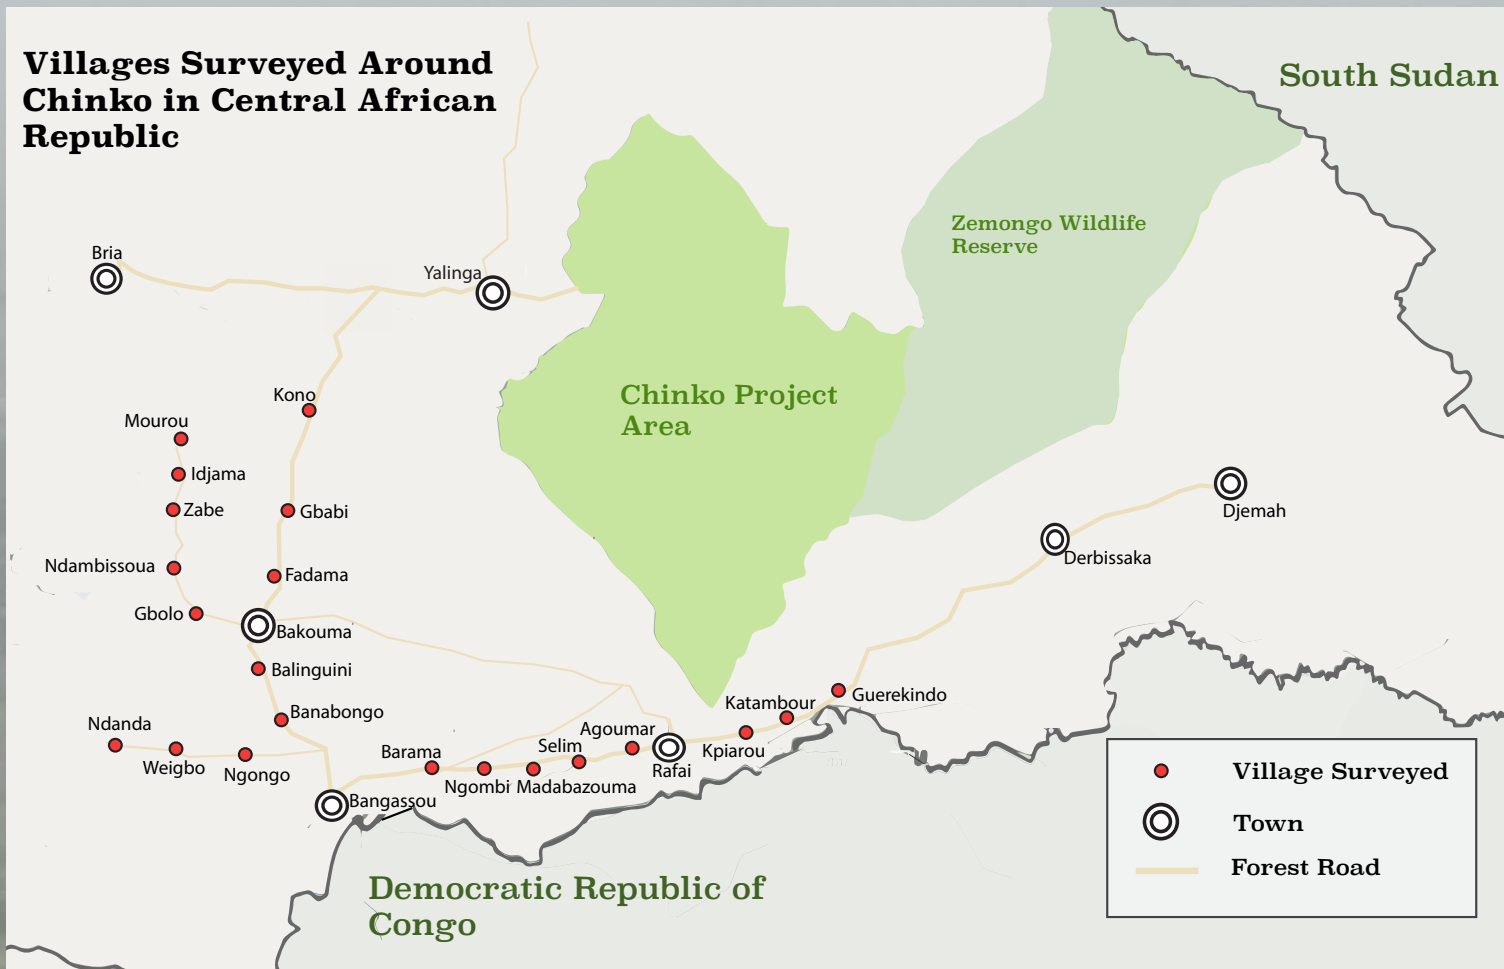 Villages Surveyed Around
Chinko in Central African
Republic
South Sudan
Zemongo Wildlife
Reserve
Bria
Yalinga
Chinko Project
Area
Kono
Mourou
Idjama
Zabe
Gbabi
Djemah
Derbissaka
Ndambissoua
Fadama
Gbolo
Bakouma
Balinguini
Banabongo
Guerekindo
Katambour
Ndanda
Agoumar
Selim
Kpiarou
Barama
Weigbo
Ngongo
Rafai
Ngombi
Madabazouma
Bangassou
Village Surveyed
Town
Forest Road
Democratic Republic of
Congo